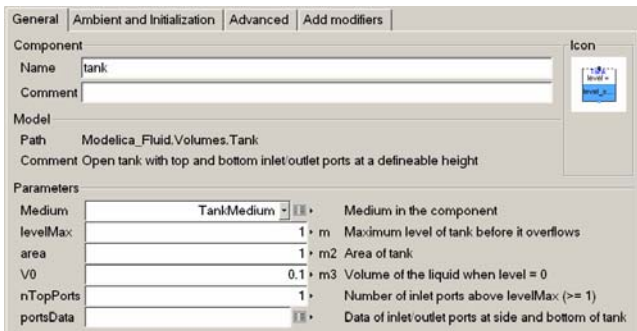 General Ambient and Initialization Advanced Add modifiers
Component Icon
Name tank
Comment
Model
Path Modelica_Fluid.Volumes.Tank
Comment Open tank with top and bottom inlet/outlet ports at a defineable height
Parameters
Medium TankMedium Medium in the component
levelMax 1 m Maximum level of tank before it overflows
area 1 m2 Area of tank
V0 0.1 m3 Volume of the liquid when level = 0
nTopPorts 1 Number of inlet ports above levelMax (>= 1)
portsData Data of inlet/outlet ports at side and bottom of tank